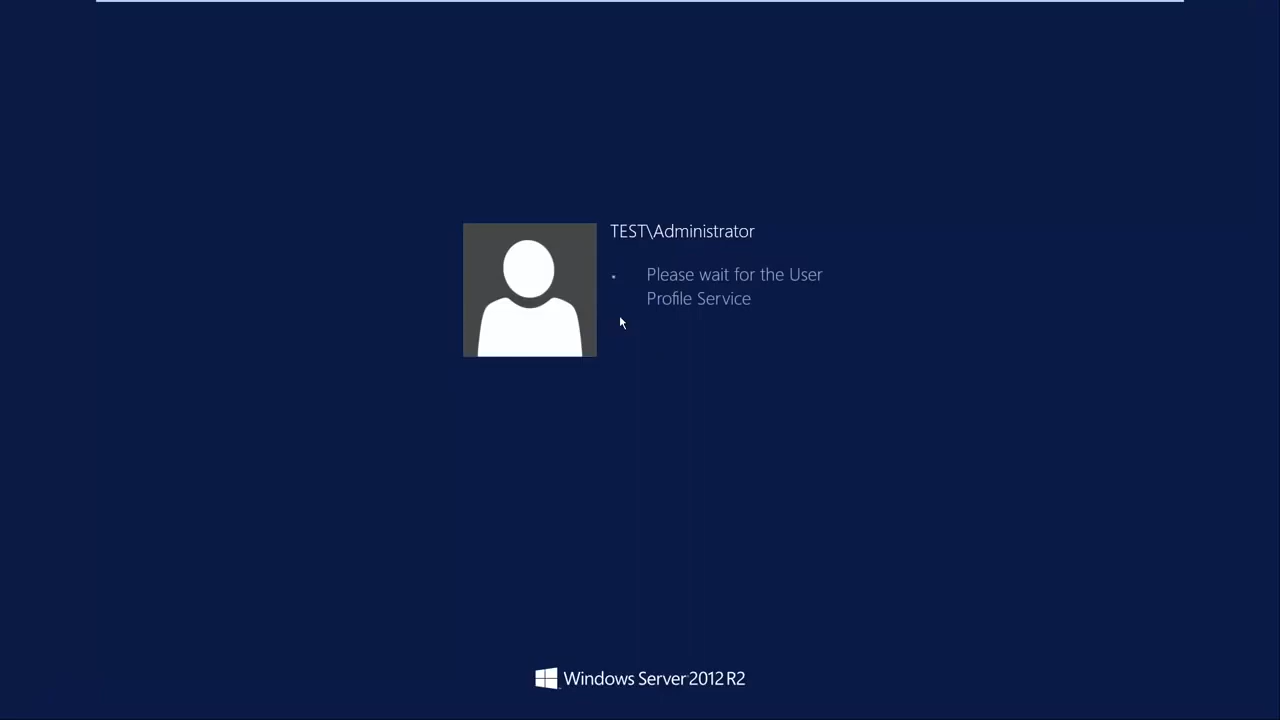 TEST\Administrator
Please wait for the User
Profile Service
Windows Server 2012 R2